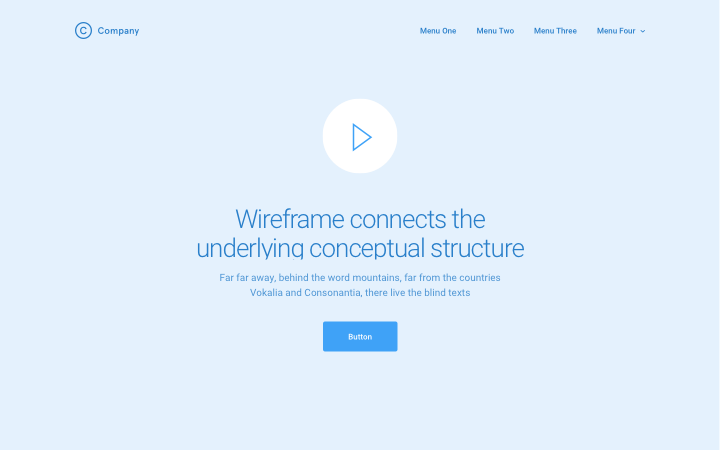 © Company
Menu One Menu Two Menu Three Menu Four
Wireframe connects the
underlying conceptual structure
Far far away, behind the word mountains, far from the countries
Vokalia and Consonantia, there live the blind texts
Button